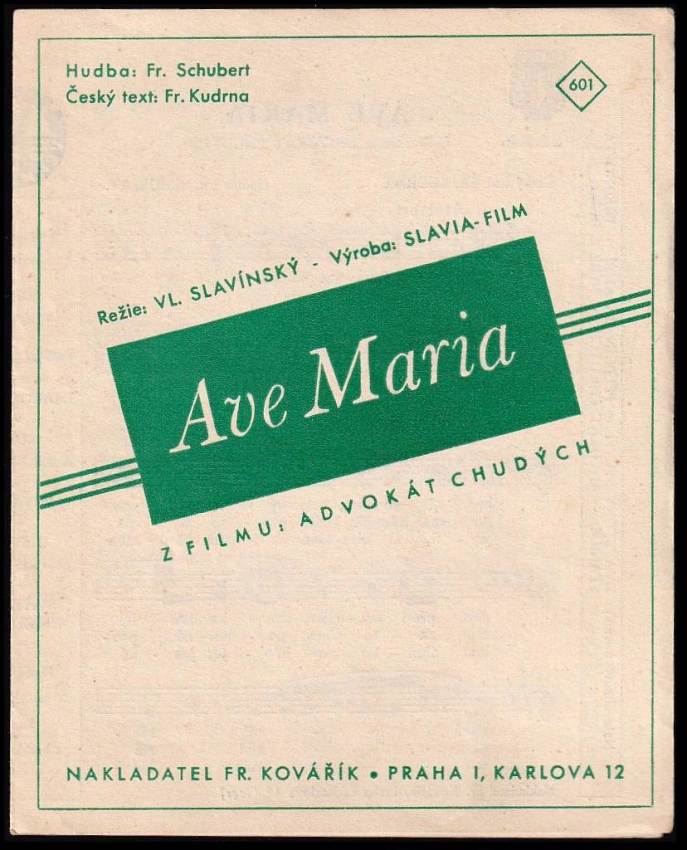 Hudba: Fr. Schubert
Český text: Fr. Kudrna
601
Režie: VL. SLAVÍNSKÝ - Výroba: SLAVIA-FILM
Ave Maria
Z FILMU: ADVOKÁT CHUDÝCH
NAKLADATEL FR. KOVÁŘÍK • PRAHA I, KARLOVA 12